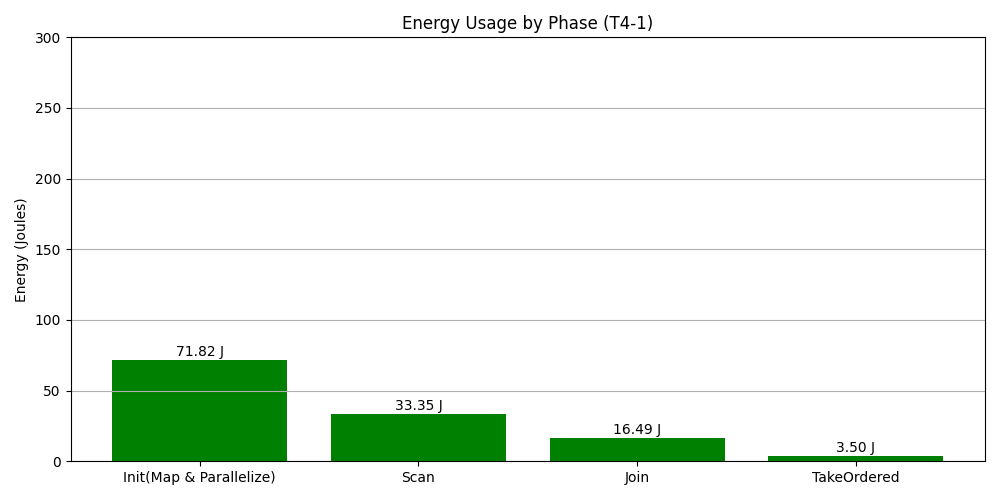 Energy Usage by Phase (T4-1)
Energy (Joules)
300
250
200
150
100
50
0
71.82 J
33.35 J
16.49 J
3.50 J
Init(Map & Parallelize)
Scan
Join
TakeOrdered